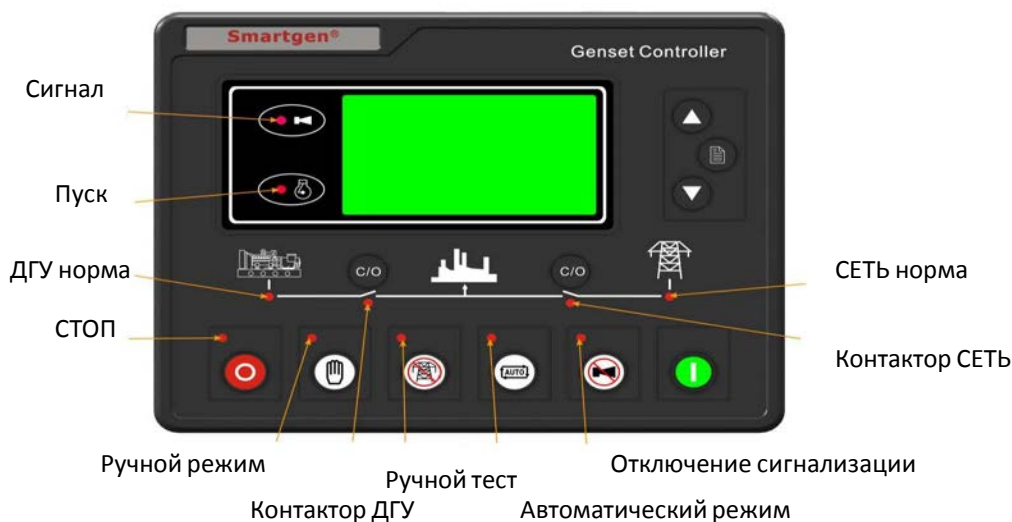 Smartgen®
Genset Controller
Сигнал
Пуск
ДГУ норма
C/O
C/O
СЕТЬ норма
СТОП
Контактор СЕТЬ
AUTO
Ручной режим
Ручной тест
Отключение сигнализации
Контактор ДГУ
Автоматический режим